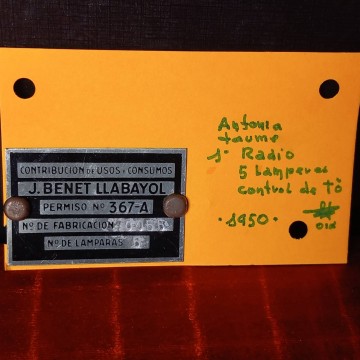 CONTRIBUCION DE USOS Y CONSUMOS
J. BENET LLABAYOL
PERMISO Nº 367-A
Nº DE FABRICACION
Nº DE LAMPARAS
Antonia
Jaume
1ª Radio
5 lamperes
control de Tò
·1950·